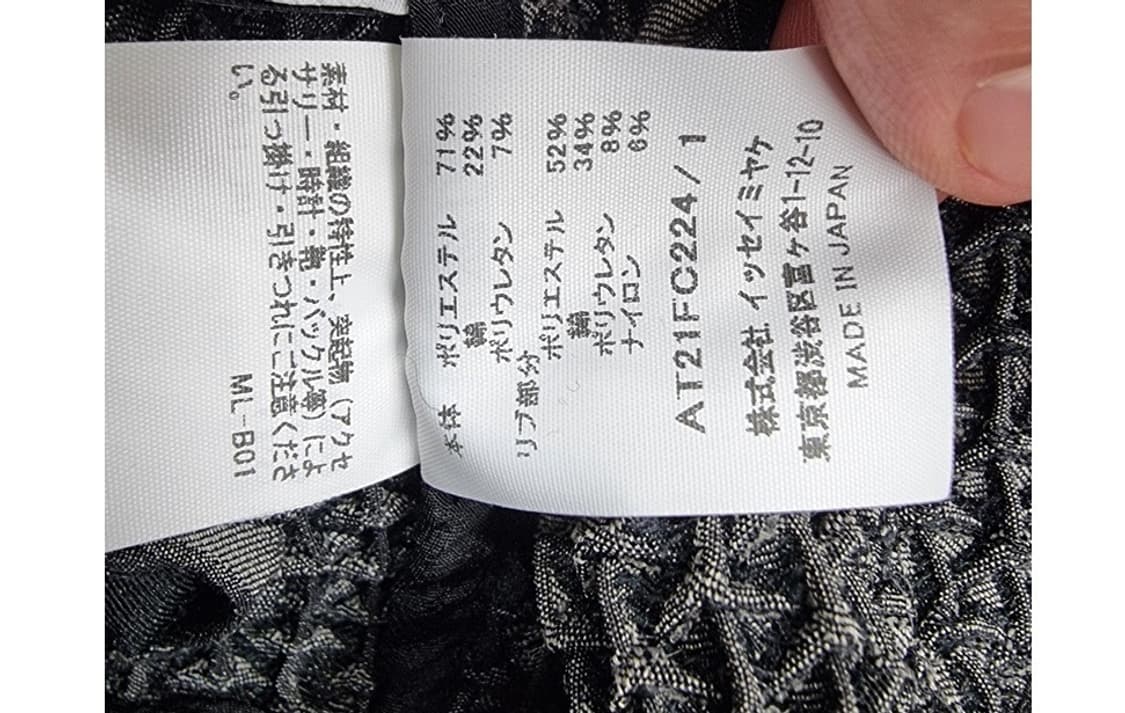 素材・組織の特性上、突起物（アクセ
サリー・時計・鞄・バックル等）によ
る引っ掛け・引きつれにご注意くださ
い。
ML-B01
本体 ポリエステル 71%
綿 22%
ポリウレタン 7%
リブ部分
ポリエステル 52%
綿 34%
ポリウレタン 8%
ナイロン 6%
AT21FC224/1
株式会社 イッセイミヤケ
東京都渋谷区富ヶ谷1-12-10
MADE IN JAPAN